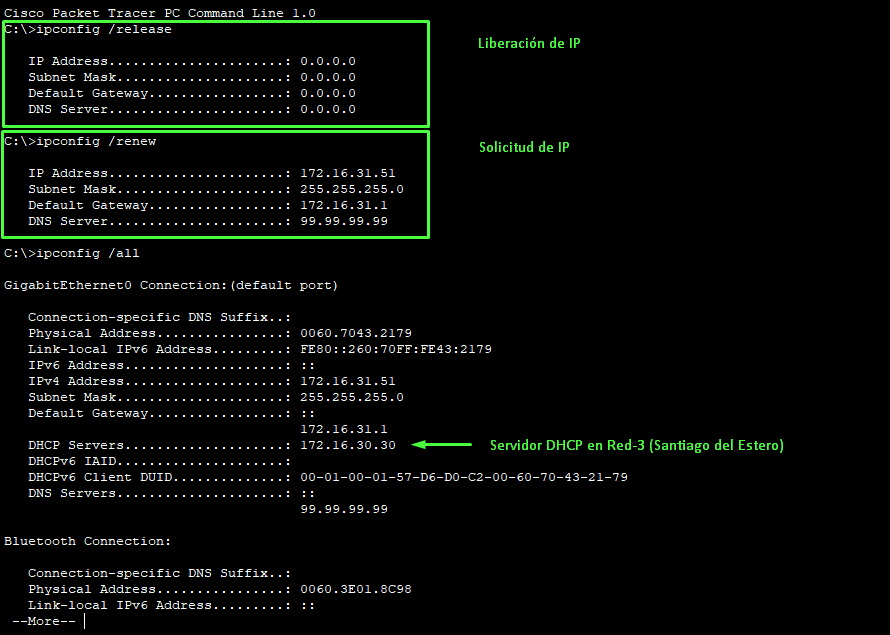 Cisco Packet Tracer PC Command Line 1.0
C:\>ipconfig /release
Liberación de IP
IP Address......................: 0.0.0.0
Subnet Mask.....................: 0.0.0.0
Default Gateway.................: 0.0.0.0
DNS Server......................: 0.0.0.0
C:\>ipconfig /renew
Solicitud de IP
IP Address......................: 172.16.31.51
Subnet Mask.....................: 255.255.255.0
Default Gateway.................: 172.16.31.1
DNS Server......................: 99.99.99.99
C:\>ipconfig /all
GigabitEthernet0 Connection:(default port)
Connection-specific DNS Suffix..:
Physical Address................: 0060.7043.2179
Link-local IPv6 Address.........: FE80::260:70FF:FE43:2179
IPv6 Address....................: ::
IPv4 Address....................: 172.16.31.51
Subnet Mask.....................: 255.255.255.0
Default Gateway.................: ::
172.16.31.1
DHCP Servers....................: 172.16.30.30
Servidor DHCP en Red-3 (Santiago del Estero)
DHCPv6 IAID.....................:
DHCPv6 Client DUID..............: 00-01-00-01-57-D6-D0-C2-00-60-70-43-21-79
DNS Servers.....................: ::
99.99.99.99
Bluetooth Connection:
Connection-specific DNS Suffix..:
Physical Address................: 0060.3E01.8C98
Link-local IPv6 Address.........: ::
--More--